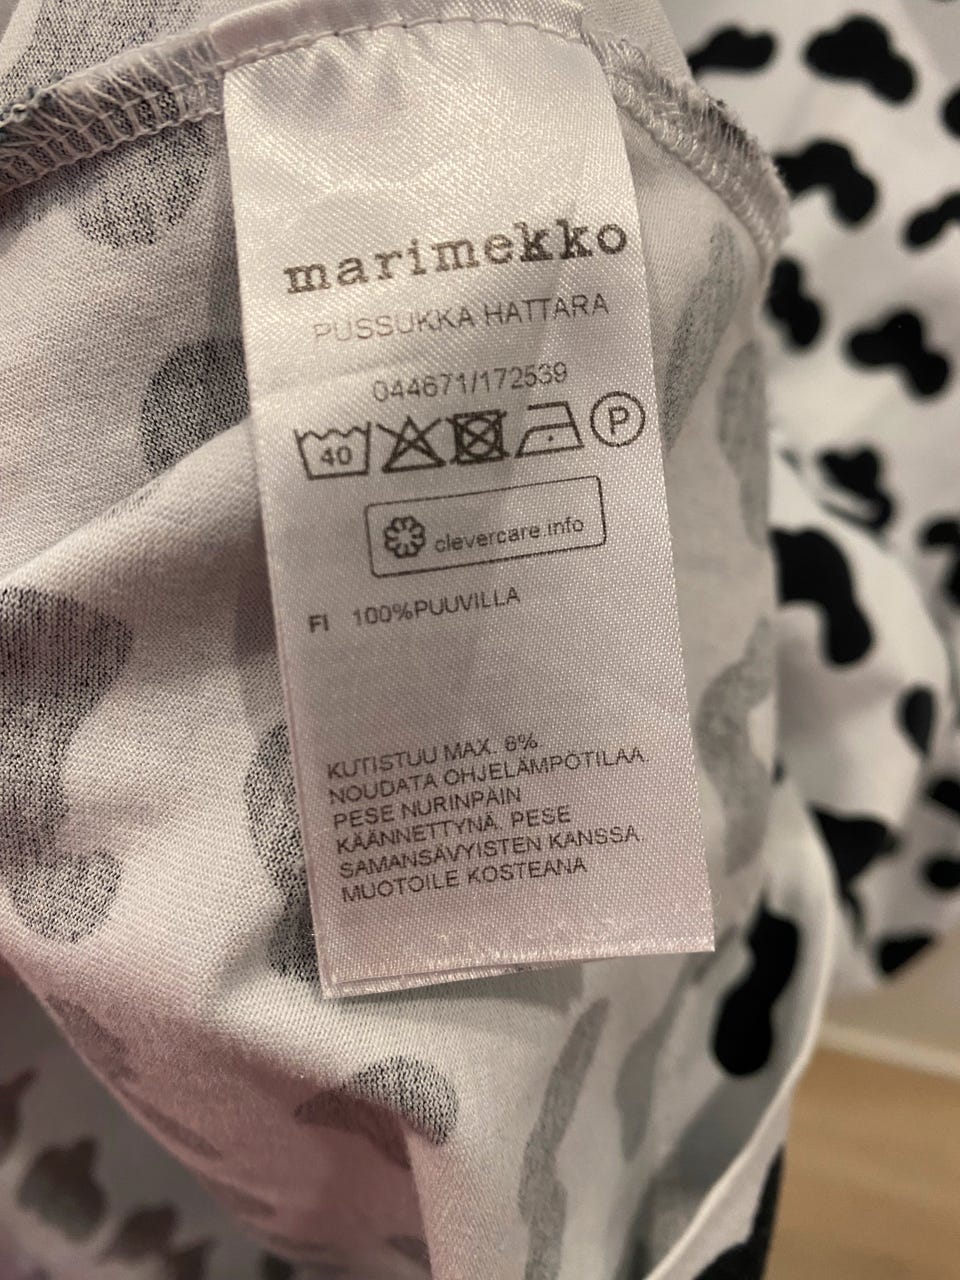 marimekko
PUSSUKKA HATTARA
044671/172539
40 P
clevercare.info
FI 100%PUUVILLA
KUTISTUU MAX. 6%
NOUDATA OHJELÄMPÖTILAA.
PESE NURINPÄIN
KÄÄNNETTYNÄ. PESE
SAMANSÄVYISTEN KANSSA.
MUOTOILE KOSTEANA